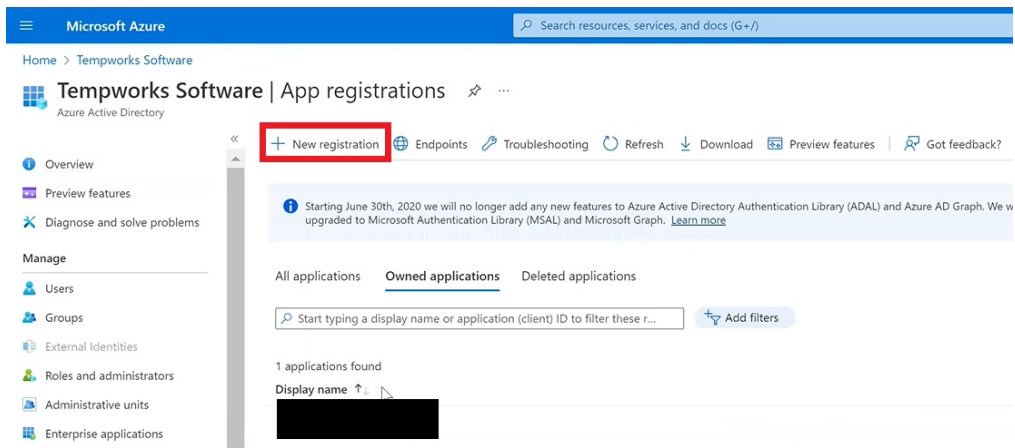 Microsoft Azure
Search resources, services, and docs (G+/)
Home > Tempworks Software
Tempworks Software | App registrations
Azure Active Directory
New registration
Endpoints
Troubleshooting
Refresh
Download
Preview features
Got feedback?
Overview
Preview features
Diagnose and solve problems
Manage
Users
Groups
External Identities
Roles and administrators
Administrative units
Enterprise applications
Starting June 30th, 2020 we will no longer add any new features to Azure Active Directory Authentication Library (ADAL) and Azure AD Graph. We w
upgraded to Microsoft Authentication Library (MSAL) and Microsoft Graph. Learn more
All applications
Owned applications
Deleted applications
Start typing a display name or application (client) ID to filter these r...
Add filters
1 applications found
Display name